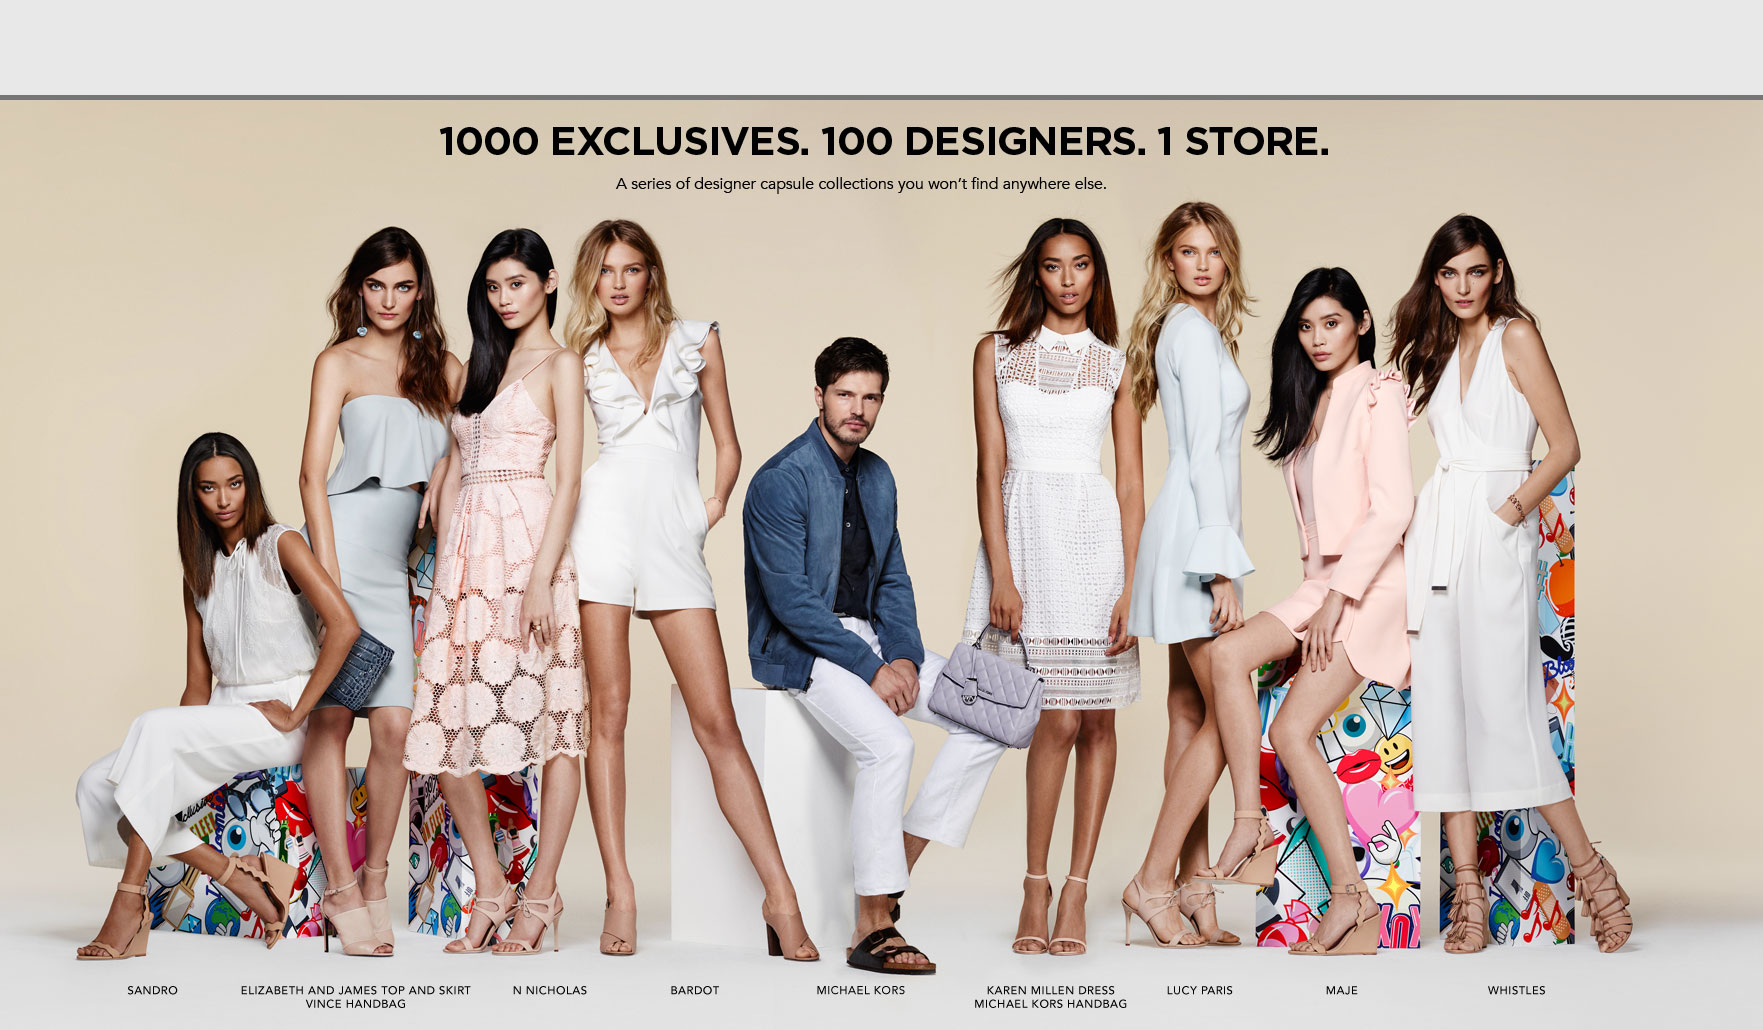 1000 EXCLUSIVES. 100 DESIGNERS. 1 STORE.
A series of designer capsule collections you won't find anywhere else.
SANDRO
ELIZABETH AND JAMES TOP AND SKIRT
VINCE HANDBAG
N NICHOLAS
BARDOT
MICHAEL KORS
KAREN MILLEN DRESS
MICHAEL KORS HANDBAG
LUCY PARIS
MAJE
WHISTLES